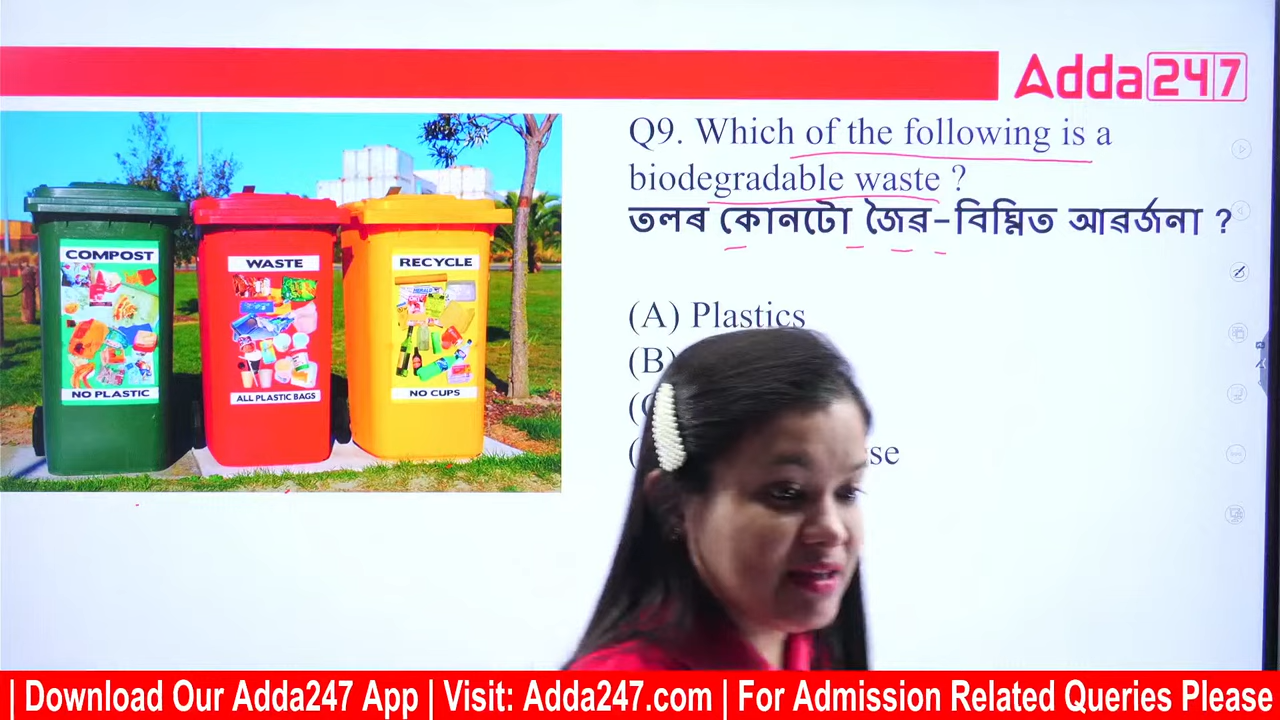 Adda247
Q9. Which of the following is a
biodegradable waste ?
তলৰ কোনটো জৈৱ-বিঘ্নিত আৱৰ্জনা ?
(A) Plastics
(B)
se
COMPOST
NO PLASTIC
WASTE
ALL PLASTIC BAGS
RECYCLE
NO CUPS
| Download Our Adda247 App | Visit: Adda247.com | For Admission Related Queries Please